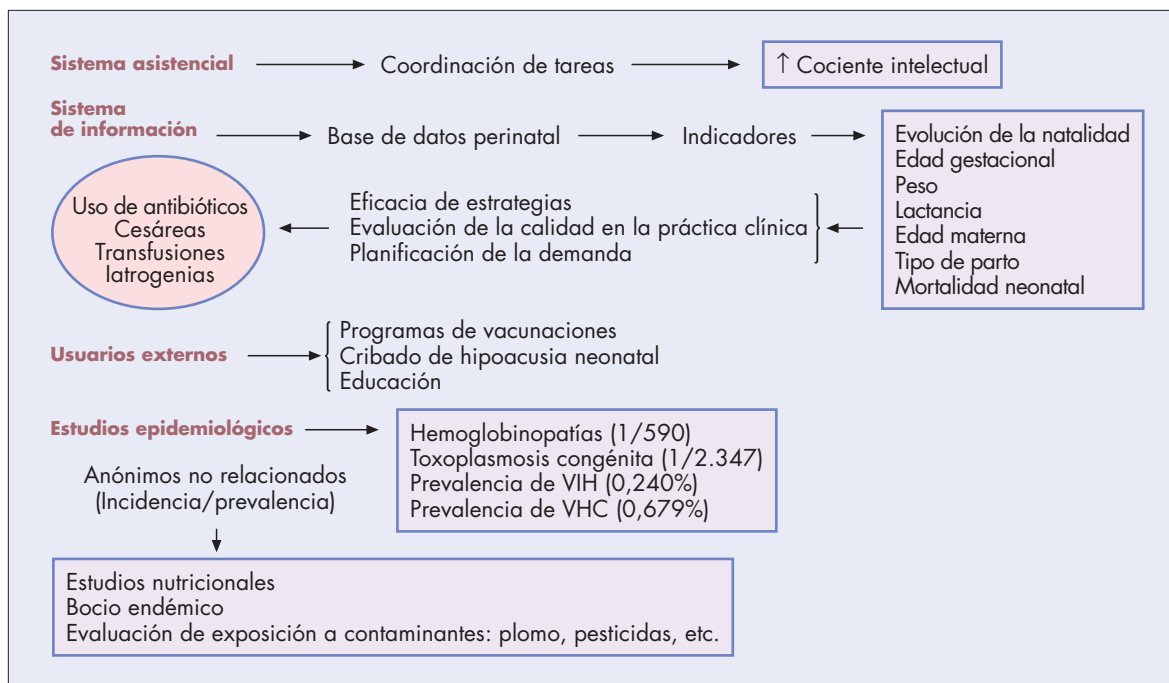 Sistema asistencial
Coordinación de tareas
↑ Cociente intelectual
Sistema
de información
Base de datos perinatal
Indicadores
Evolución de la natalidad
Edad gestacional
Peso
Lactancia
Edad materna
Tipo de parto
Mortalidad neonatal
Eficacia de estrategias
Evaluación de la calidad en la práctica clínica
Planificación de la demanda
Uso de antibióticos
Cesáreas
Transfusiones
Iatrogenias
Usuarios externos
Programas de vacunaciones
Cribado de hipoacusia neonatal
Educación
Estudios epidemiológicos
Hemoglobinopatías (1/590)
Toxoplasmosis congénita (1/2.347)
Prevalencia de VIH (0,240%)
Prevalencia de VHC (0,679%)
Anónimos no relacionados
(Incidencia/prevalencia)
Estudios nutricionales
Bocio endémico
Evaluación de exposición a contaminantes: plomo, pesticidas, etc.